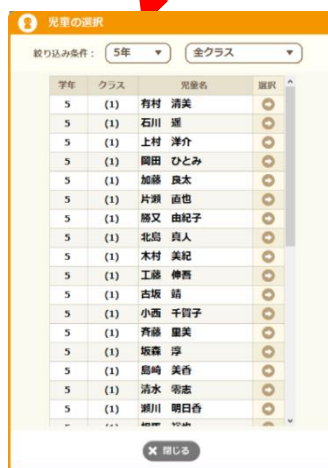 児童の選択
絞り込み条件： 5年 ▼ 全クラス ▼
学年 クラス 児童名 選択
5 (1) 有村 清美
5 (1) 石川 遥
5 (1) 上村 洋介
5 (1) 岡田 ひとみ
5 (1) 加藤 良太
5 (1) 片瀬 直也
5 (1) 勝又 由紀子
5 (1) 北島 真人
5 (1) 木村 美紀
5 (1) 工藤 伸吾
5 (1) 古坂 靖
5 (1) 小西 千賀子
5 (1) 斉藤 里美
5 (1) 坂森 淳
5 (1) 島崎 美香
5 (1) 清水 零志
5 (1) 瀬川 明日香
× 閉じる